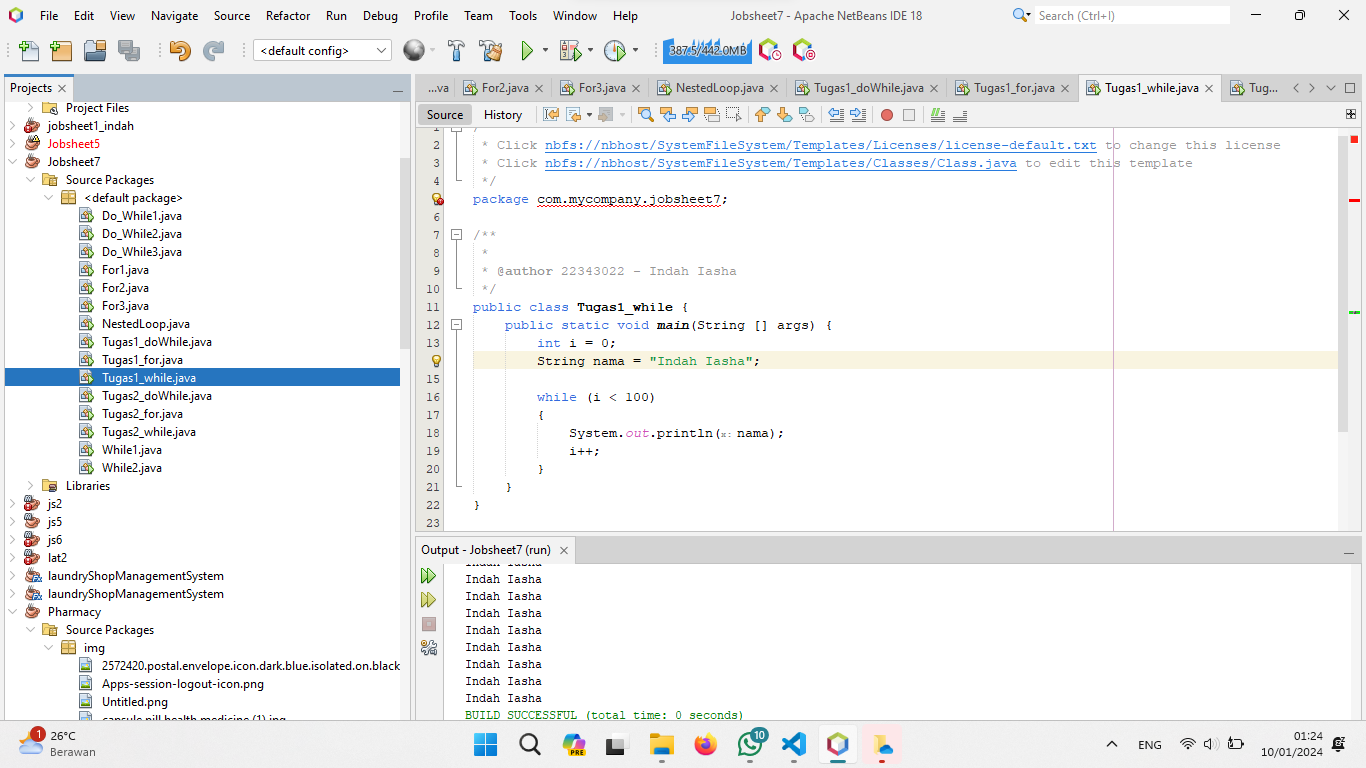 File Edit View Navigate Source Refactor Run Debug Profile Team Tools Window Help
Jobsheet7 - Apache NetBeans IDE 18
Search (Ctrl+I)
<default config>
387.5/442.0MB
Projects
Project Files
jobsheet1_indah
Jobsheet5
Jobsheet7
Source Packages
<default package>
Do_While1.java
Do_While2.java
Do_While3.java
For1.java
For2.java
For3.java
NestedLoop.java
Tugas1_doWhile.java
Tugas1_for.java
Tugas1_while.java
Tugas2_doWhile.java
Tugas2_for.java
Tugas2_while.java
While1.java
While2.java
Libraries
js2
js5
js6
lat2
laundryShopManagementSystem
laundryShopManagementSystem
Pharmacy
Source Packages
img
2572420.postal.envelope.icon.dark.blue.isolated.on.black
Apps-session-logout-icon.png
Untitled.png
capsule pill health medicine (1).jpg
...va For2.java For3.java NestedLoop.java Tugas1_doWhile.java Tugas1_for.java Tugas1_while.java Tug...
Source History
1
2 * Click nbfs://nbhost/SystemFileSystem/Templates/Licenses/license-default.txt to change this license
3 * Click nbfs://nbhost/SystemFileSystem/Templates/Classes/Class.java to edit this template
4 */
package com.mycompany.jobsheet7;
6
7 /**
8 *
9 * @author 22343022 - Indah Iasha
10 */
11 public class Tugas1_while {
12 public static void main(String [] args) {
13 int i = 0;
String nama = "Indah Iasha";
15
16 while (i < 100)
17 {
18 System.out.println(x: nama);
19 i++;
20 }
21 }
22 }
23
Output - Jobsheet7 (run)
Indah Iasha
Indah Iasha
Indah Iasha
Indah Iasha
Indah Iasha
Indah Iasha
Indah Iasha
Indah Iasha
Indah Iasha
BUILD SUCCESSFUL (total time: 0 seconds)
1
26°C
Berawan
PRE
10
ENG
01:24
10/01/2024